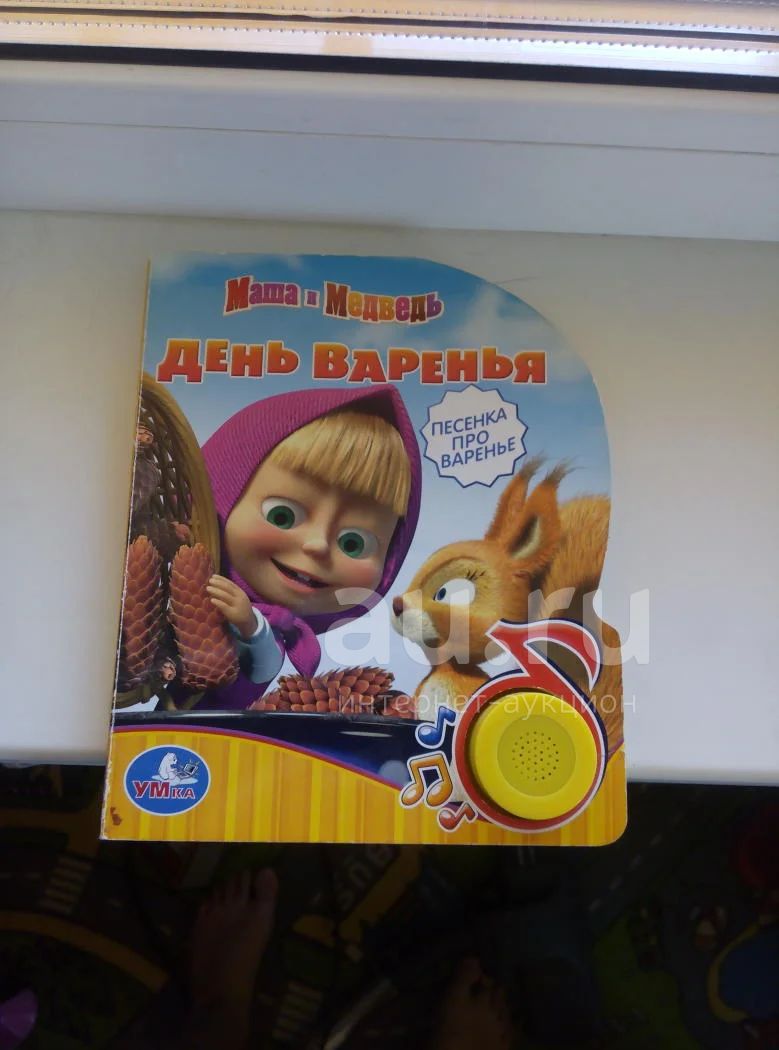 Маша и Медведь
ДЕНЬ ВАРЕНЬЯ
ПЕСЕНКА
ПРО
ВАРЕНЬЕ
au.ru
интернет-аукцион
УМка